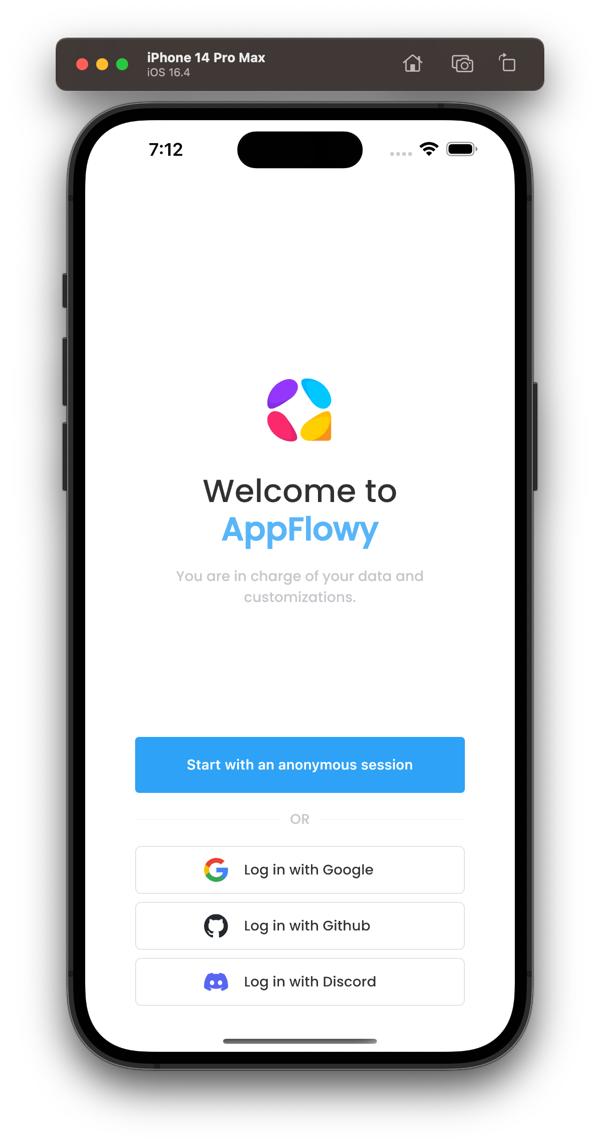 iPhone 14 Pro Max
iOS 16.4
7:12
Welcome to
AppFlowy
You are in charge of your data and
customizations.
Start with an anonymous session
OR
Log in with Google
Log in with Github
Log in with Discord